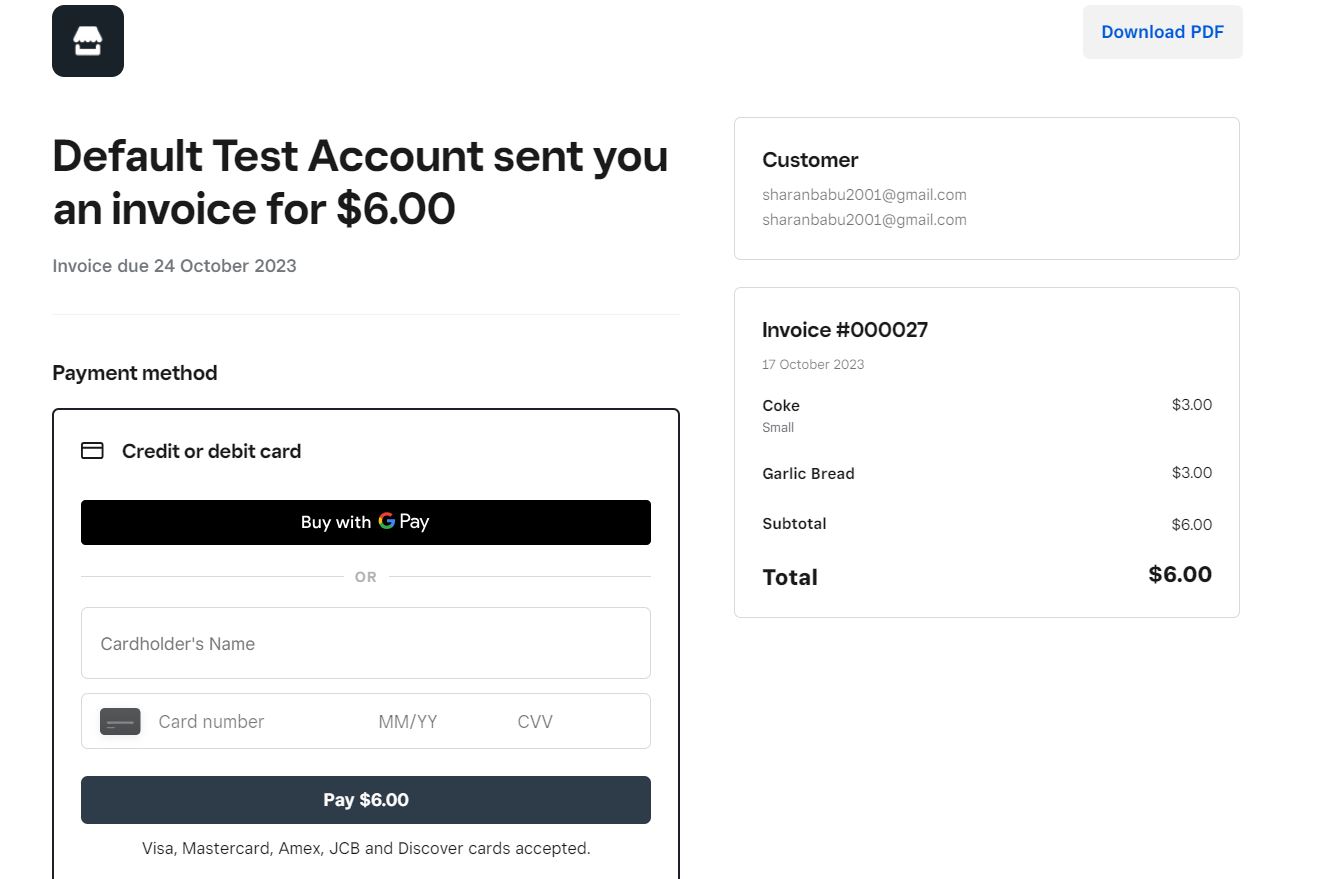 Download PDF
Default Test Account sent you
an invoice for $6.00
Invoice due 24 October 2023
Payment method
Credit or debit card
Buy with G Pay
OR
Cardholder's Name
Card number MM/YY CVV
Pay $6.00
Visa, Mastercard, Amex, JCB and Discover cards accepted.
Customer
sharanbabu2001@gmail.com
sharanbabu2001@gmail.com
Invoice #000027
17 October 2023
Coke $3.00
Small
Garlic Bread $3.00
Subtotal $6.00
Total $6.00